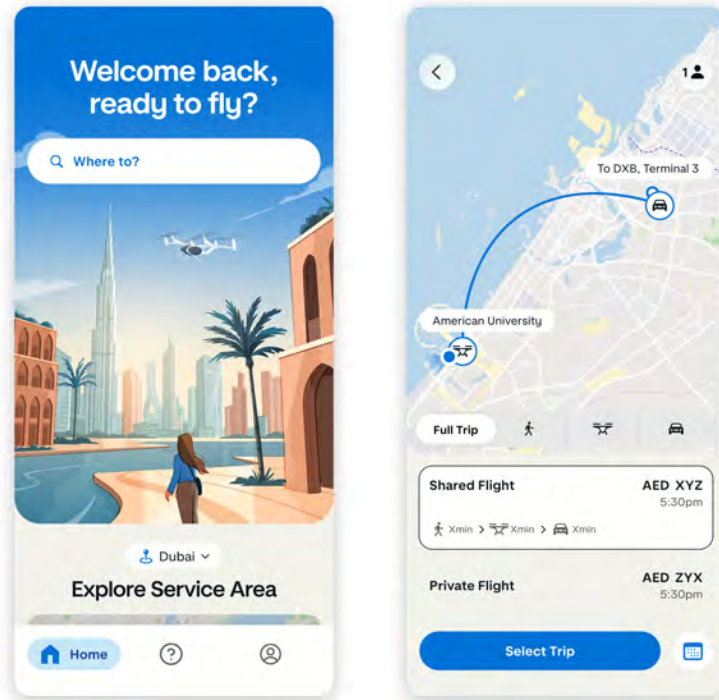 Welcome back,
ready to fly?
Where to?
Dubai
Explore Service Area
Home
1
To DXB, Terminal 3
American University
Full Trip
Shared Flight
AED XYZ
5:30pm
Xmin > Xmin > Xmin
Private Flight
AED ZYX
5:30pm
Select Trip